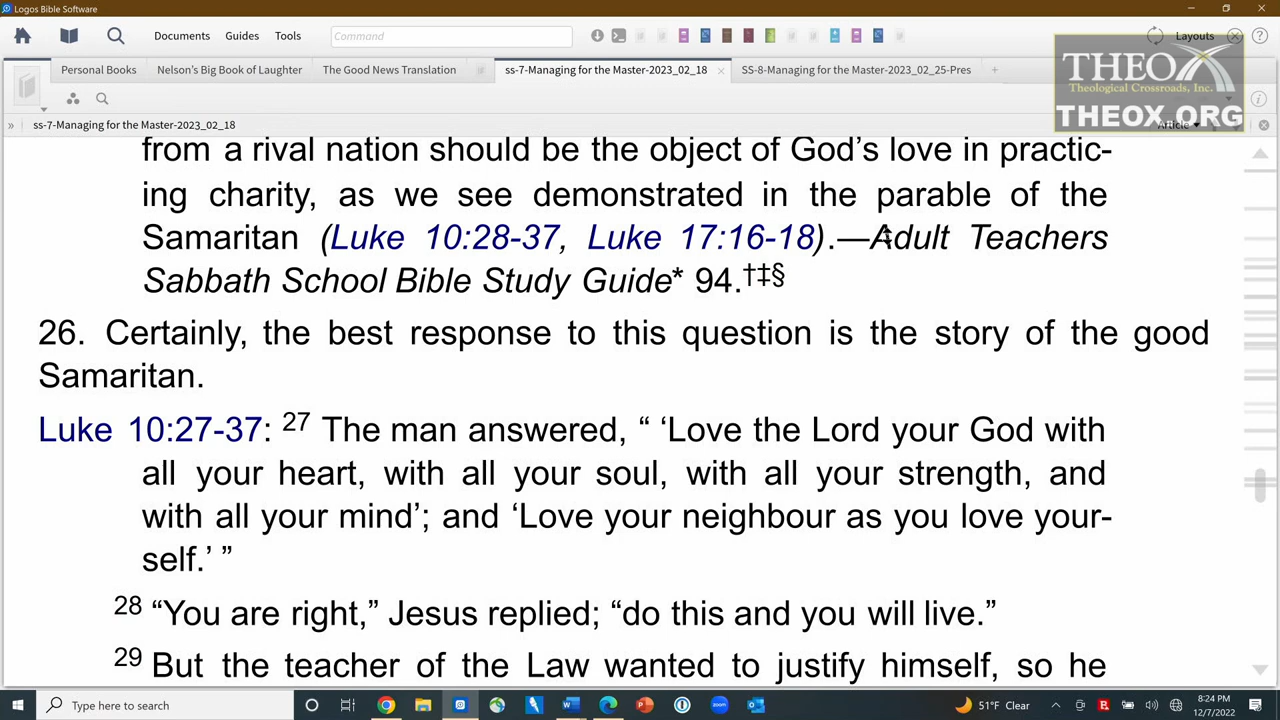 Logos Bible Software
Documents Guides Tools Command Layouts
THEOX
Theological Crossroads, Inc.
THEOX.ORG
Personal Books Nelson's Big Book of Laughter The Good News Translation ss-7-Managing for the Master-2023_02_18 SS-8-Managing for the Master-2023_02_25-Pres
ss-7-Managing for the Master-2023_02_18 Article
from a rival nation should be the object of God's love in practic-
ing charity, as we see demonstrated in the parable of the
Samaritan (Luke 10:28-37, Luke 17:16-18).—Adult Teachers
Sabbath School Bible Study Guide* 94.†‡§
26. Certainly, the best response to this question is the story of the good
Samaritan.
Luke 10:27-37: 27 The man answered, “ ‘Love the Lord your God with
all your heart, with all your soul, with all your strength, and
with all your mind’; and ‘Love your neighbour as you love your-
self.’ ”
28 “You are right,” Jesus replied; “do this and you will live.”
29 But the teacher of the Law wanted to justify himself, so he
Type here to search 51°F Clear 8:24 PM
12/7/2022